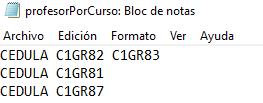 profesorPorCurso: Bloc de notas
Archivo Edición Formato Ver Ayuda
CEDULA C1GR82 C1GR83
CEDULA C1GR81
CEDULA C1GR87